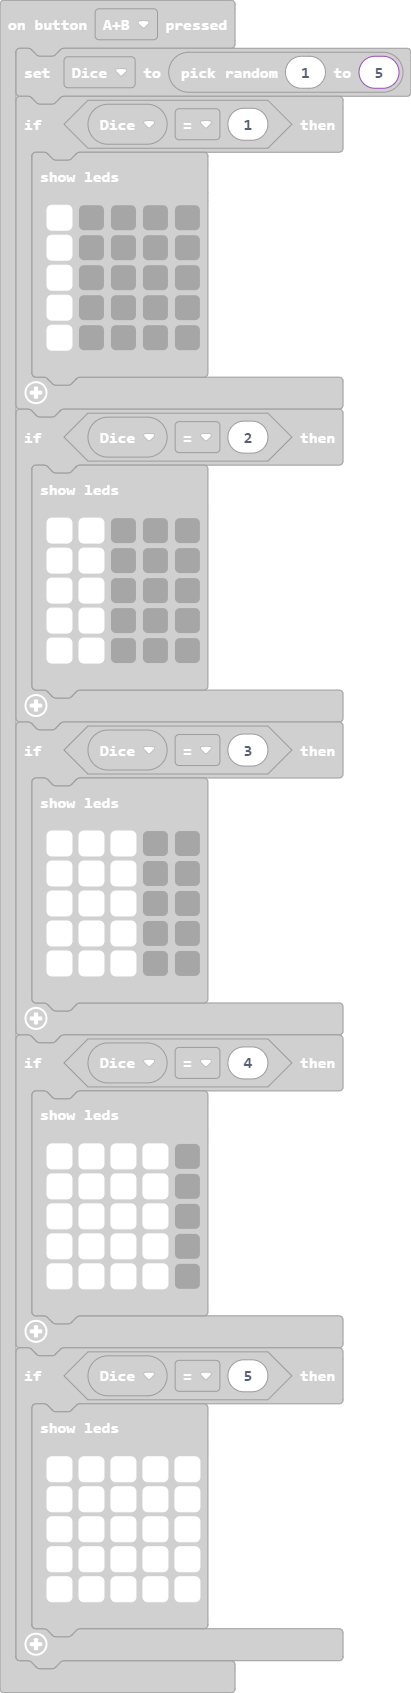 on button A+B pressed
set Dice to pick random 1 to 5
if Dice = 1 then
show leds
if Dice = 2 then
show leds
if Dice = 3 then
show leds
if Dice = 4 then
show leds
if Dice = 5 then
show leds